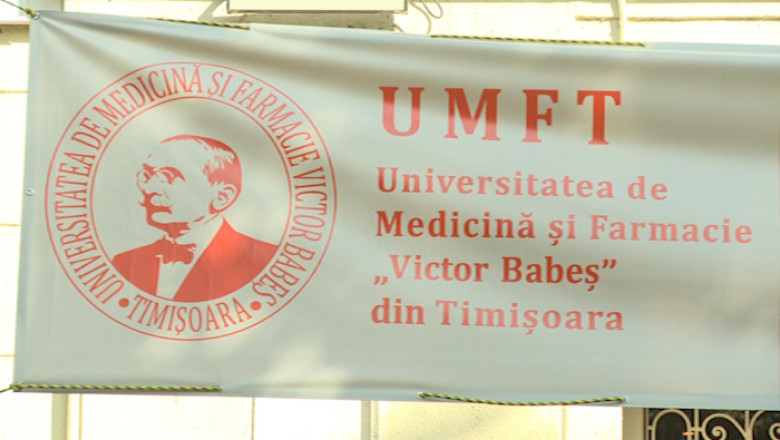 UNIVERSITATEA DE MEDICINĂ ȘI FARMACIE VICTOR BABEȘ
• TIMIȘOARA •
UMFT
Universitatea de
Medicină și Farmacie
„Victor Babeș”
din Timișoara